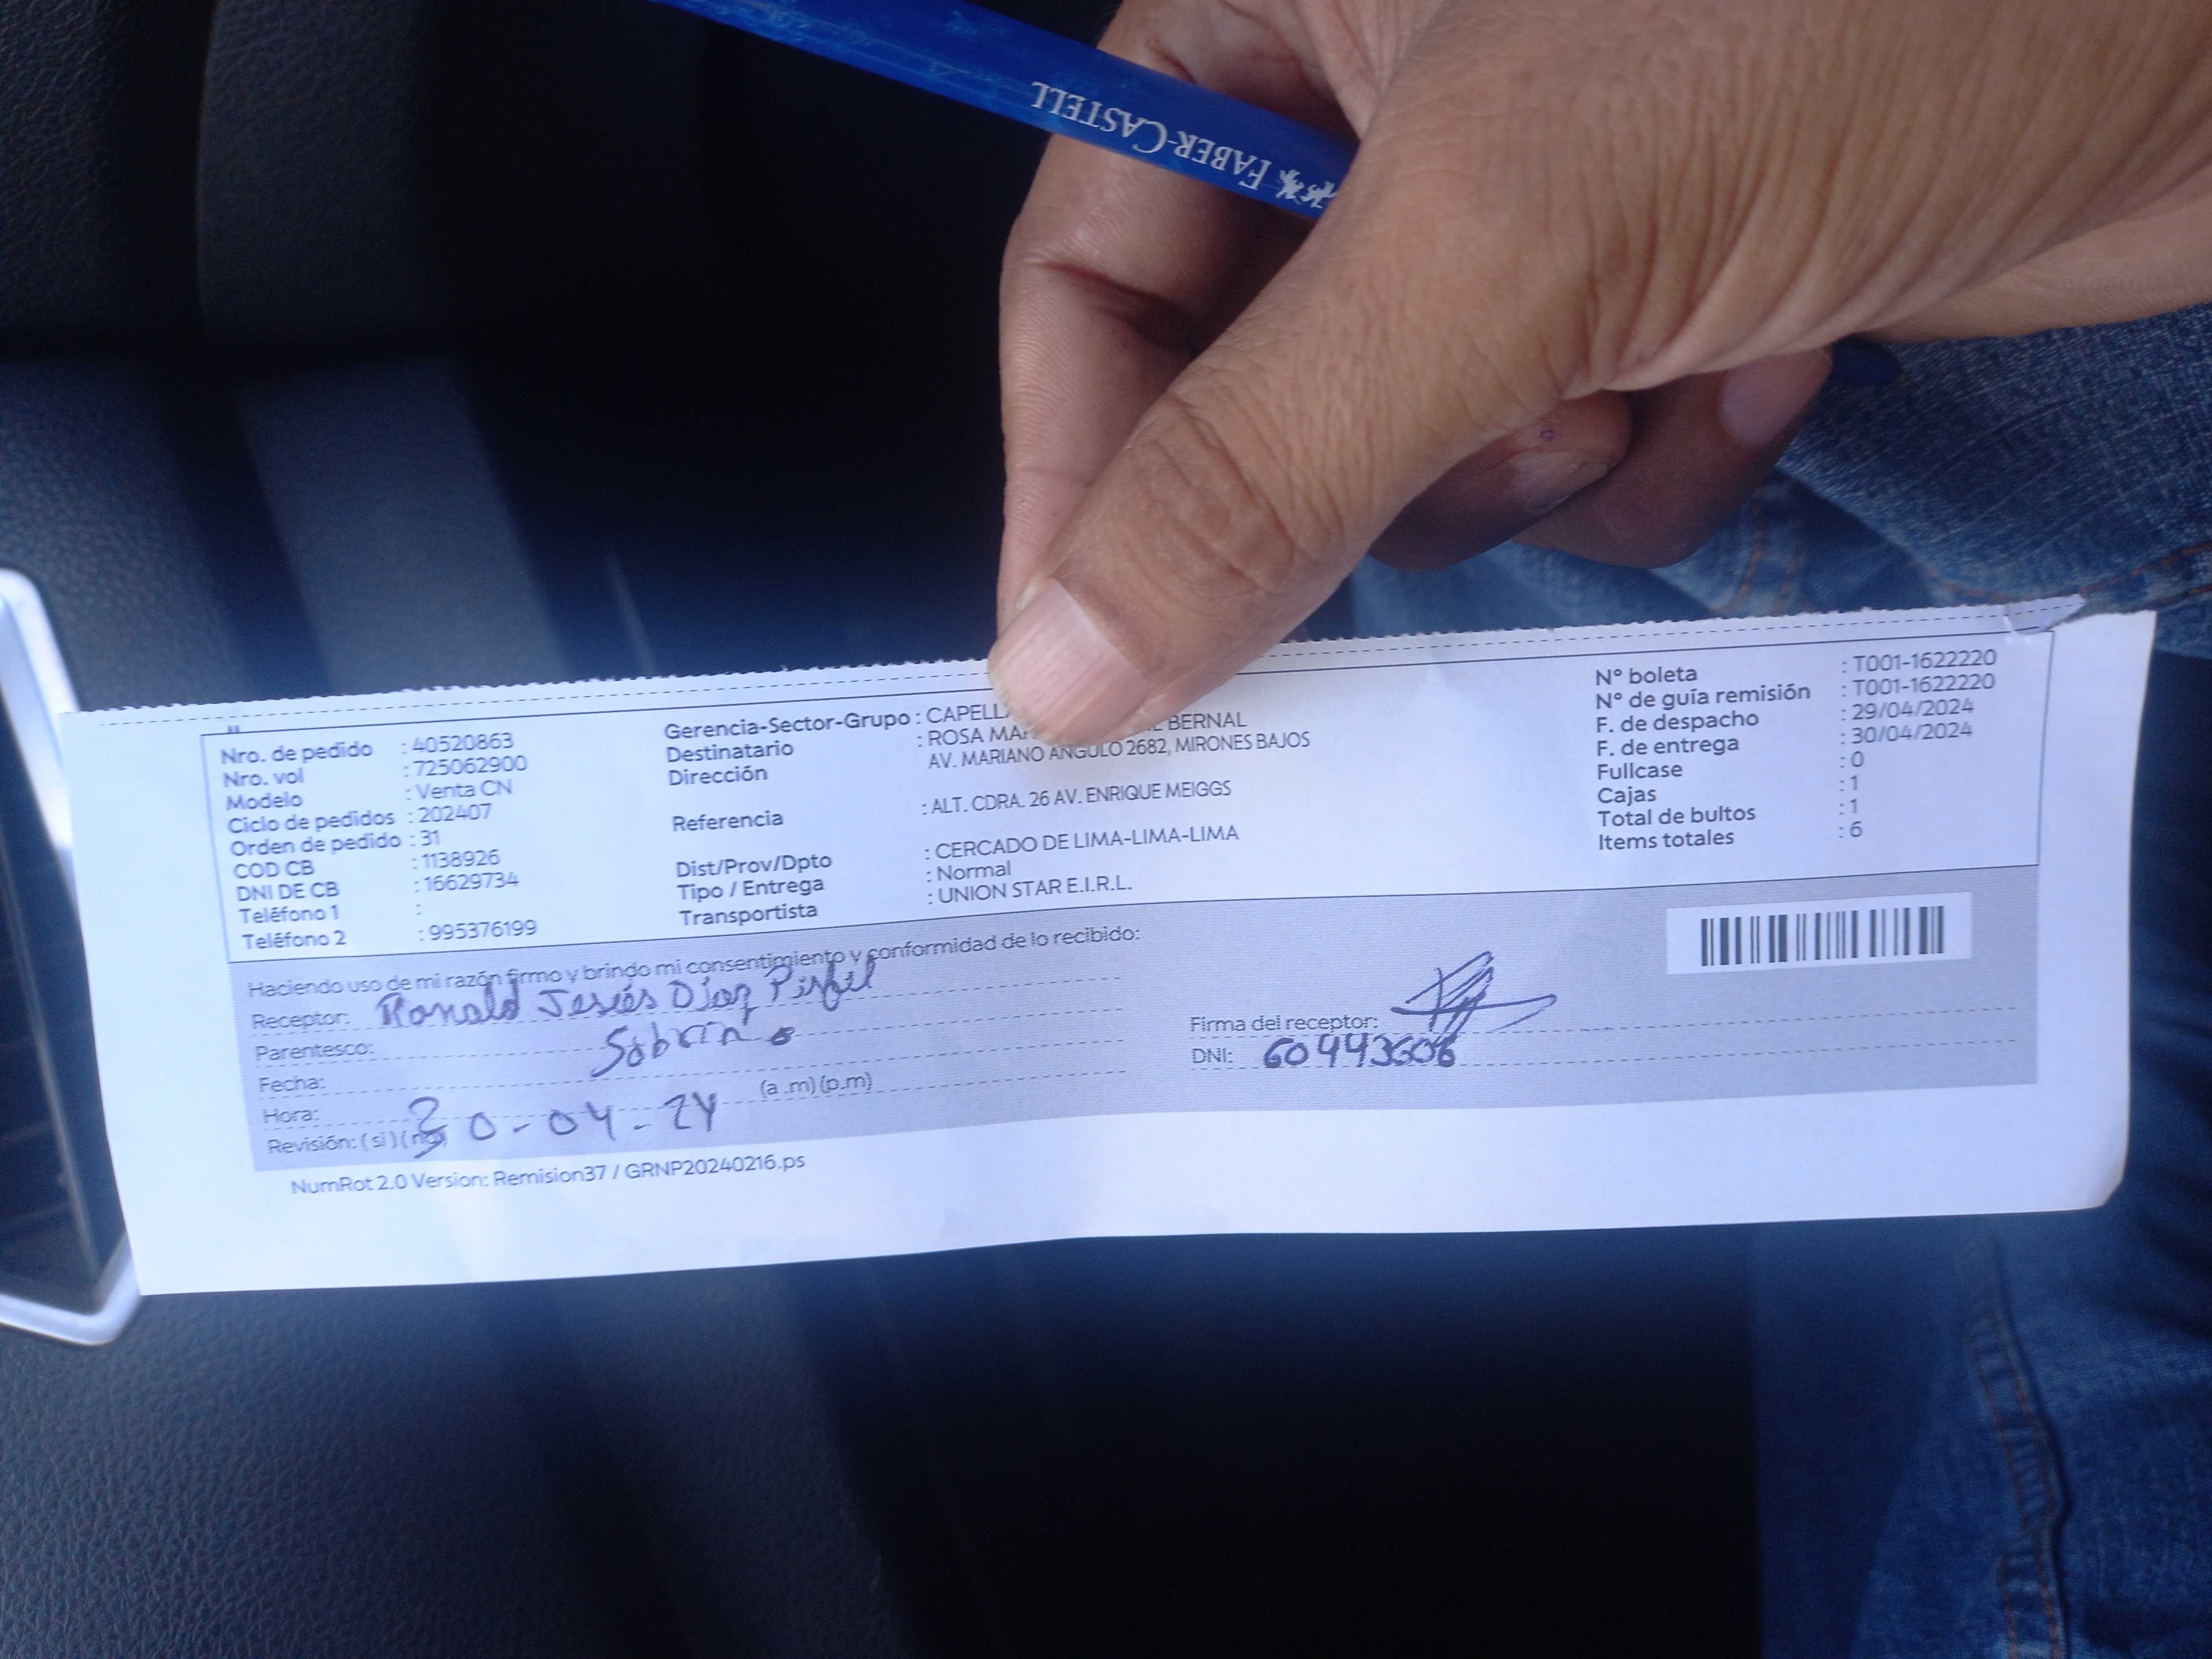 FABER-CASTELL
Nro. de pedido : 40520863
Nro. vol : 725062900
Modelo : Venta CN
Ciclo de pedidos : 202407
Orden de pedido : 31
COD CB : 1138926
DNI DE CB : 16629734
Teléfono 1 :
Teléfono 2 : 995376199
Gerencia-Sector-Grupo : CAPELL
Destinatario : ROSA BERNAL
Dirección AV. MARIANO ANGULO 2682, MIRONES BAJOS
Referencia : ALT. CDRA. 26 AV. ENRIQUE MEIGGS
Dist/Prov/Dpto : CERCADO DE LIMA-LIMA-LIMA
Tipo / Entrega : Normal
Transportista : UNION STAR E.I.R.L.
N° boleta : T001-1622220
N° de guía remisión : T001-1622220
F. de despacho : 29/04/2024
F. de entrega : 30/04/2024
Fullcase : 0
Cajas : 1
Total de bultos : 1
Items totales : 6
Haciendo uso de mi razón firmo y brindo mi consentimiento y conformidad de lo recibido:
Receptor: Ronald Jesús Díaz
Parentesco: Sobrino
Fecha:
Hora: (a .m) (p.m)
30-04-24
Revisión: ( si ) ( no)
Firma del receptor:
DNI: 60443606
NumRot 2.0 Version: Remision37 / GRNP20240216.ps